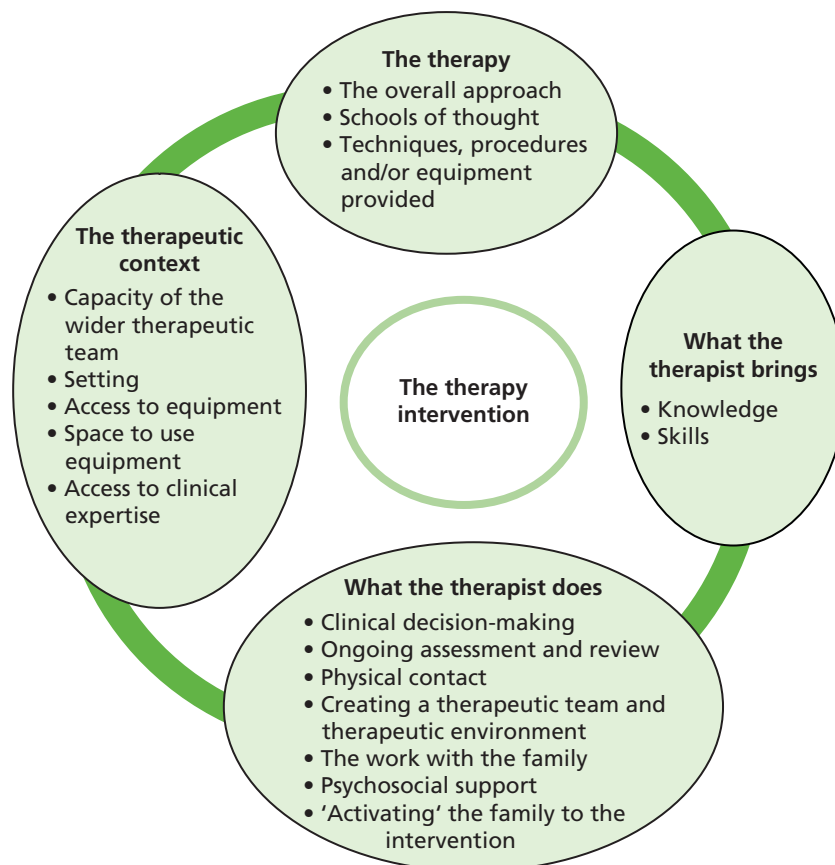 The therapy
• The overall approach
• Schools of thought
• Techniques, procedures
and/or equipment
provided
The therapeutic
context
• Capacity of the
wider therapeutic
team
• Setting
• Access to equipment
• Space to use
equipment
• Access to clinical
expertise
The therapy
intervention
What the
therapist brings
• Knowledge
• Skills
What the therapist does
• Clinical decision-making
• Ongoing assessment and review
• Physical contact
• Creating a therapeutic team and
therapeutic environment
• The work with the family
• Psychosocial support
• ‘Activating‘ the family to the
intervention